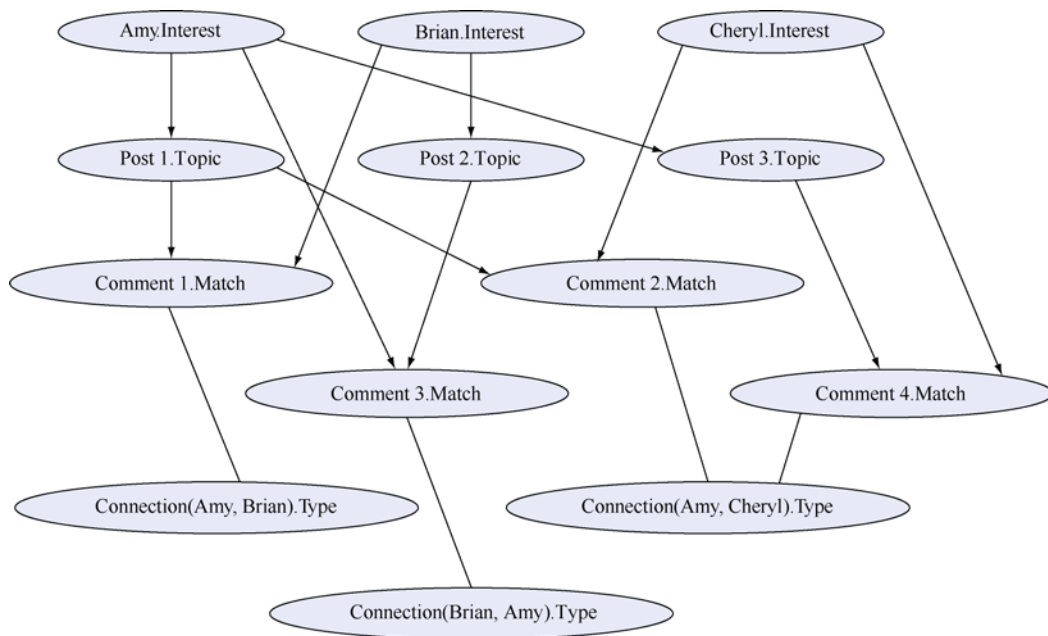 Amy.Interest
Brian.Interest
Cheryl.Interest
Post 1.Topic
Post 2.Topic
Post 3.Topic
Comment 1.Match
Comment 2.Match
Comment 3.Match
Comment 4.Match
Connection(Amy, Brian).Type
Connection(Amy, Cheryl).Type
Connection(Brian, Amy).Type